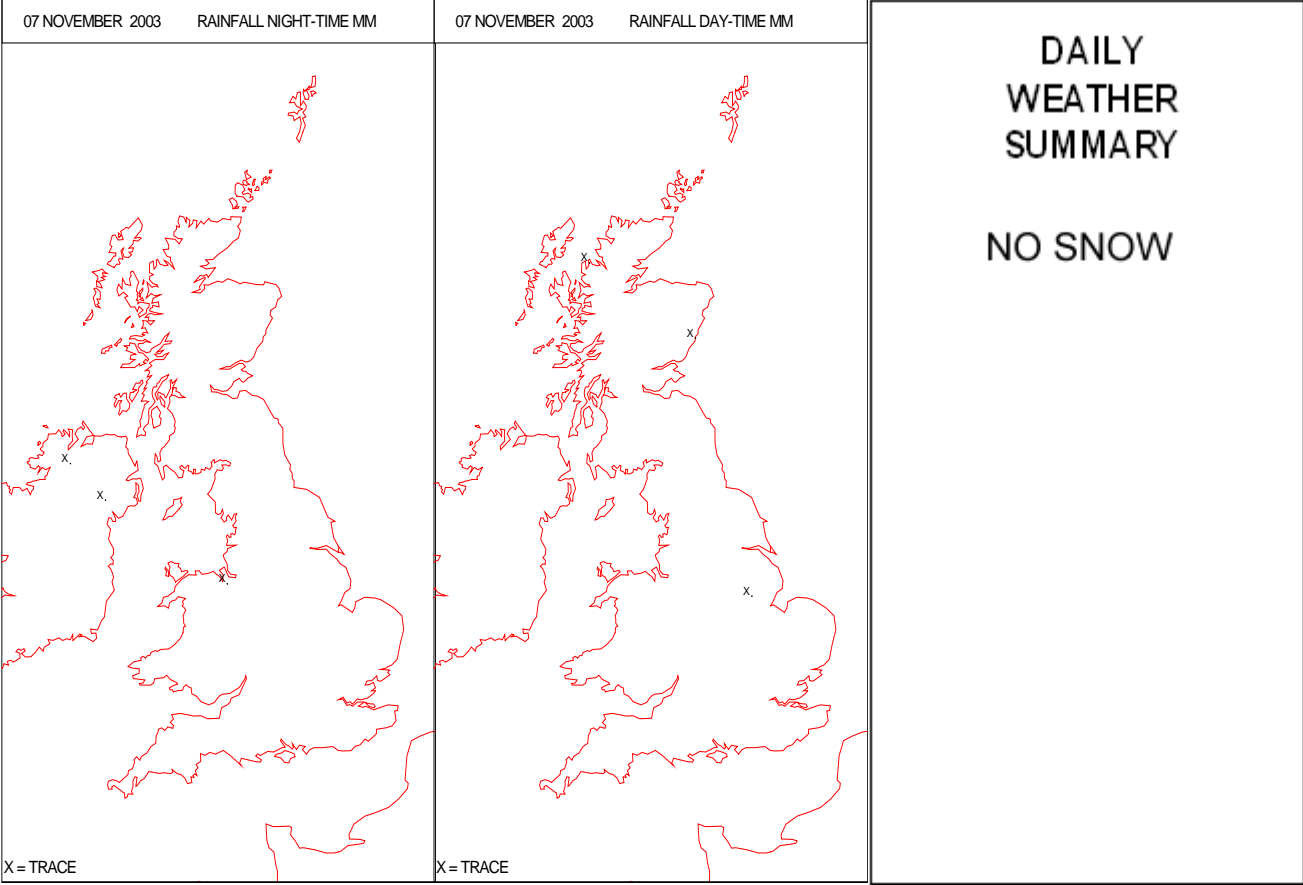 07 NOVEMBER 2003 RAINFALL NIGHT-TIME MM
X.
X.
X.
X = TRACE
07 NOVEMBER 2003 RAINFALL DAY-TIME MM
X
X.
X.
X = TRACE
DAILY
WEATHER
SUMMARY
NO SNOW